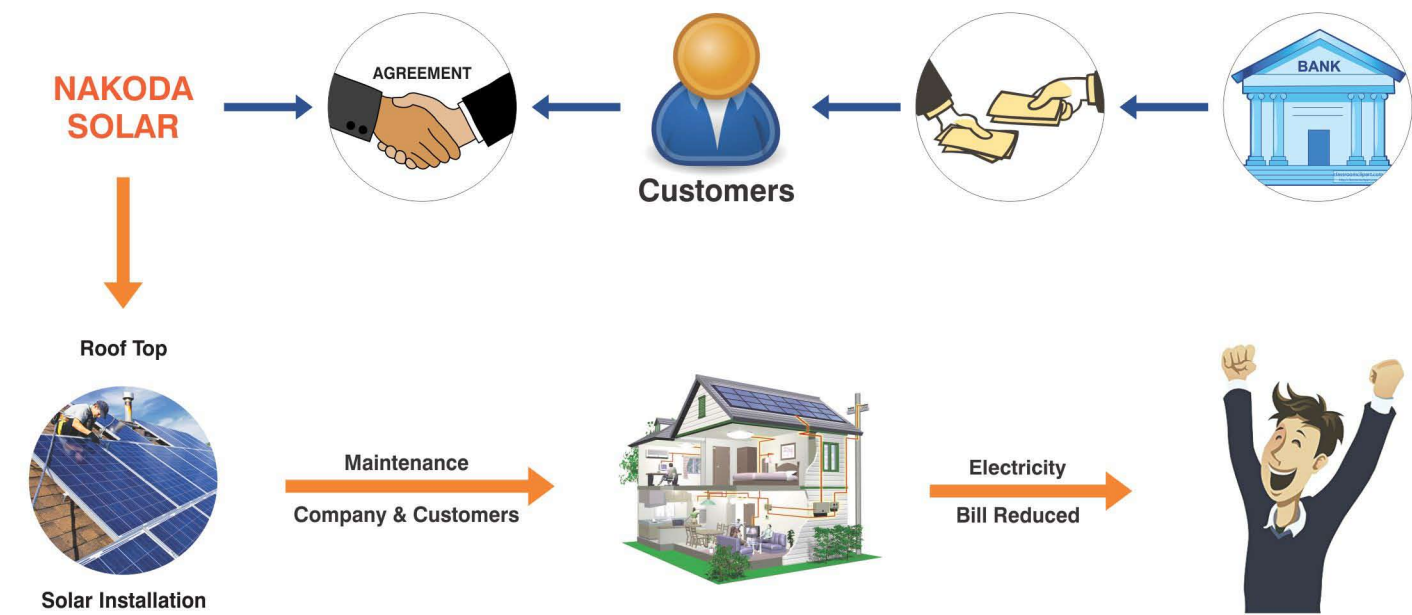 NAKODA
SOLAR
AGREEMENT
Customers
BANK
Roof Top
Solar Installation
Maintenance
Company & Customers
Electricity
Bill Reduced